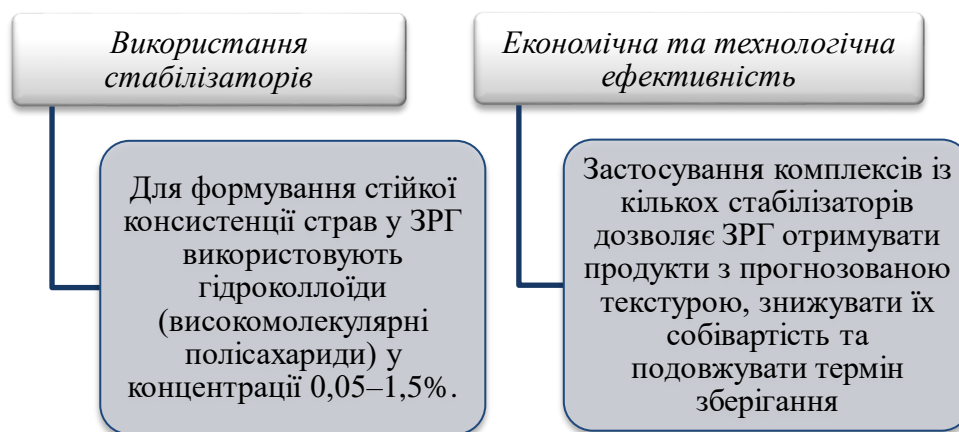 Використання
стабілізаторів
Для формування стійкої
консистенції страв у ЗРГ
використовують
гідроколлоїди
(високомолекулярні
полісахариди) у
концентрації 0,05–1,5%.
Економічна та технологічна
ефективність
Застосування комплексів із
кількох стабілізаторів
дозволяє ЗРГ отримувати
продукти з прогнозованою
текстурою, знижувати їх
собівартість та
подовжувати термін
зберігання